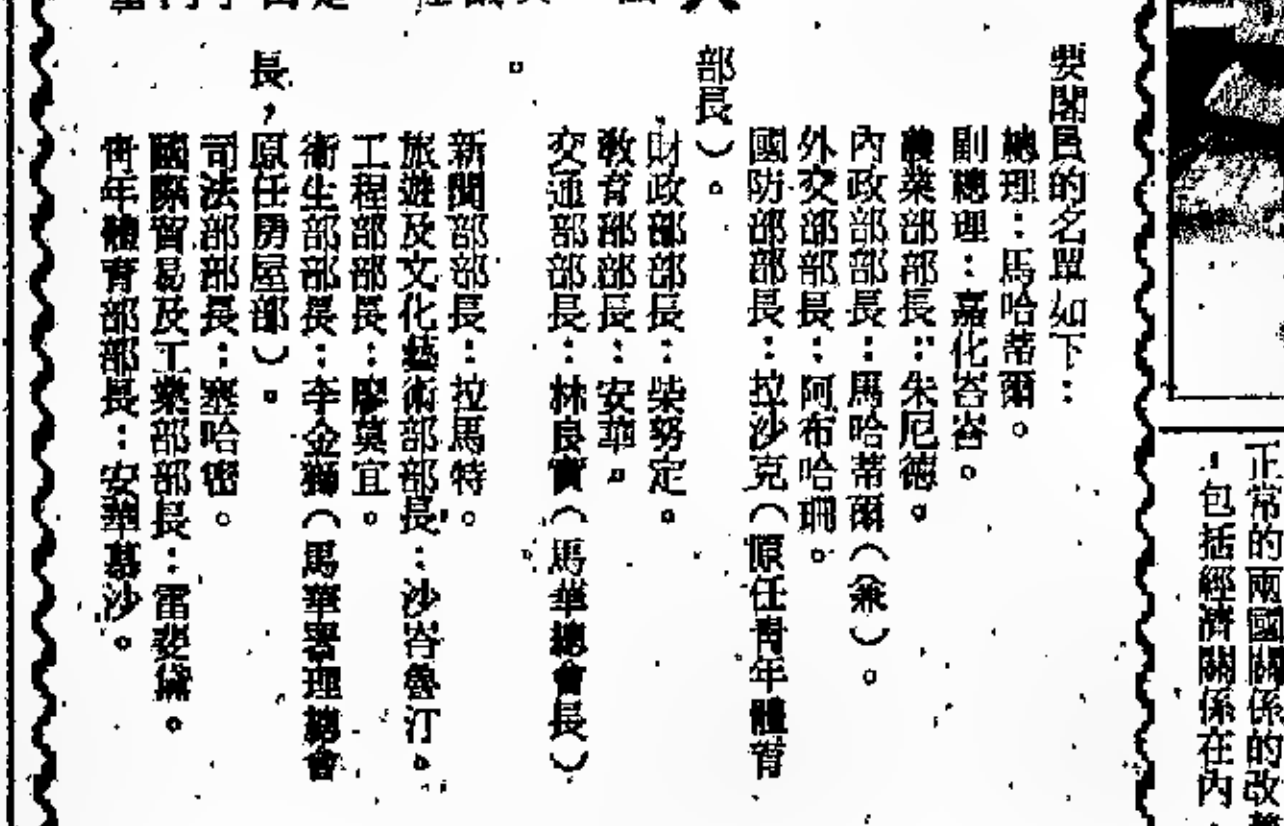 要閣員的名單如下：
總理：馬哈蒂爾。
副總理：嘉化峇峇。
農業部部長：朱尼德。
內政部部長：馬哈蒂爾（兼）。
外交部部長：阿布哈珊。
國防部部長：拉沙克（原任青年體育
部長）。
財政部部長：柴努定。
教育部部長：安華。
交通部部長：林良實（馬華總會長）
。
新聞部部長：拉馬特。
旅遊及文化藝術部部長：沙峇魯汀。
工程部部長：廖莫宜。
衛生部部長：李金獅（馬華署理總會
長，原任房屋部）。
司法部部長：塞哈密。
國際貿易及工業部部長：雷斐黛。
青年體育部部長：安華慕沙。
正常的兩國關係的改
，包括經濟關係在內